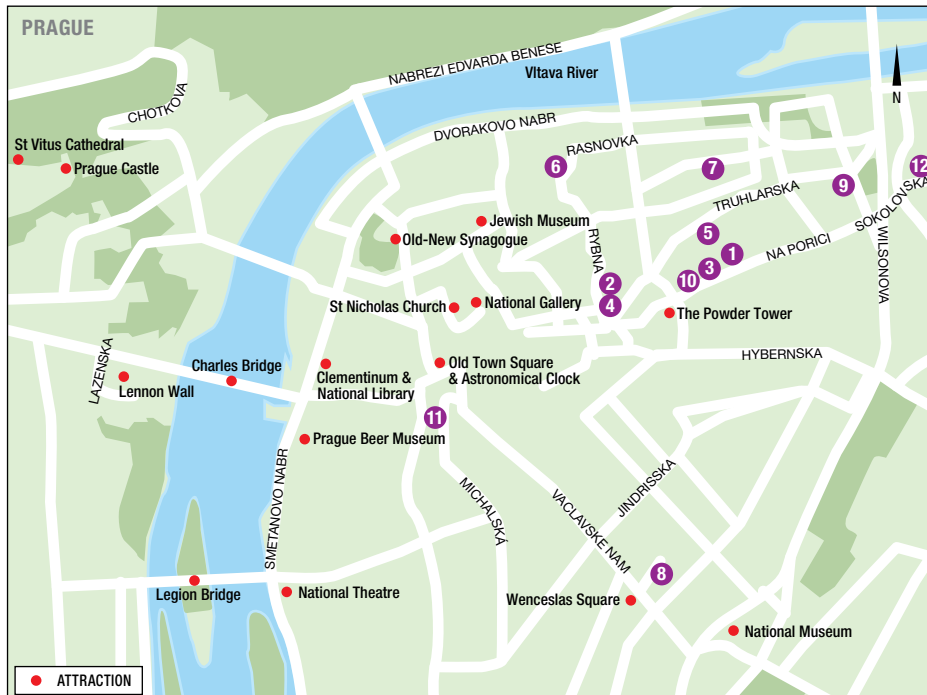 PRAGUE
NABREZI EDVARDA BENESE
Vltava River
N
CHOTKOVA
DVORAKOVO NABR
St Vitus Cathedral
Prague Castle
RASNOVKA
6
7
12
9
TRUHLARSKA
SOKOLOVSKA
Jewish Museum
Old-New Synagogue
RYBNA
5
1
NA PORICI
WILSONOVA
3
10
2
4
St Nicholas Church
National Gallery
The Powder Tower
HYBERNSKA
LAZENSKA
Charles Bridge
Lennon Wall
Clementinum &
National Library
Old Town Square
& Astronomical Clock
11
Prague Beer Museum
SMETANOVO NABR
MICHALSKÁ
VACLAVSKE NAM
JINDRISSKA
8
Legion Bridge
National Theatre
Wenceslas Square
National Museum
ATTRACTION